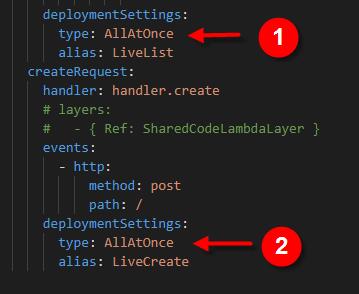 deploymentSettings:
type: AllAtOnce
1
alias: LiveList
createRequest:
handler: handler.create
# layers:
#   - { Ref: SharedCodeLambdaLayer }
events:
- http:
method: post
path: /
deploymentSettings:
type: AllAtOnce
2
alias: LiveCreate